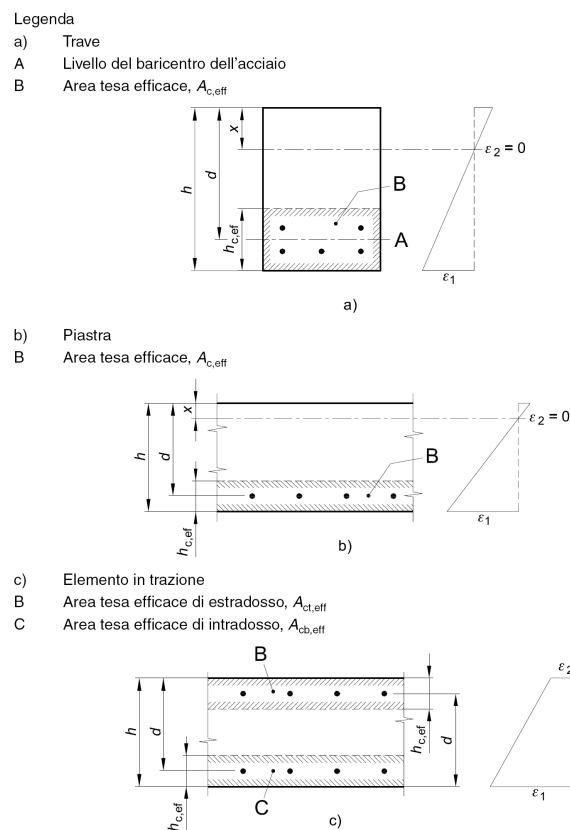 Legenda
a) Trave
A Livello del baricentro dell'acciaio
B Area tesa efficace, Ac,eff
x
ε2 = 0
d
h
B
hc,ef
A
ε1
a)
b) Piastra
B Area tesa efficace, Ac,eff
x
ε2 = 0
h
d
B
hc,ef
ε1
b)
c) Elemento in trazione
B Area tesa efficace di estradosso, Act,eff
C Area tesa efficace di intradosso, Acb,eff
B
ε2
h
d
hc,ef
d
hc,ef
C
ε1
c)